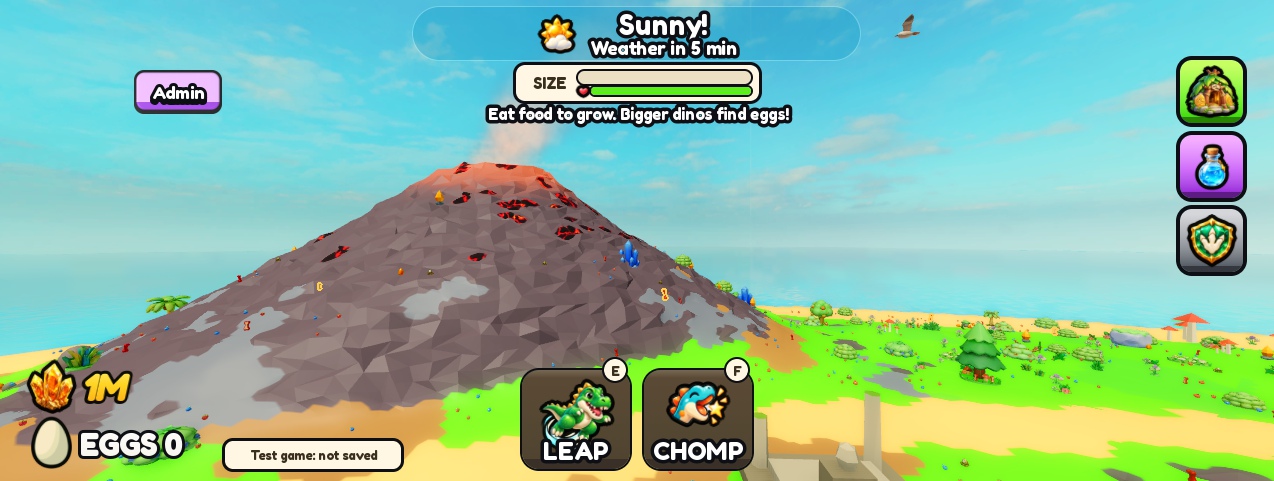 Sunny!
Weather in 5 min
Admin
SIZE
Eat food to grow. Bigger dinos find eggs!
1M
EGGS 0
Test game: not saved
E
LEAP
F
CHOMP